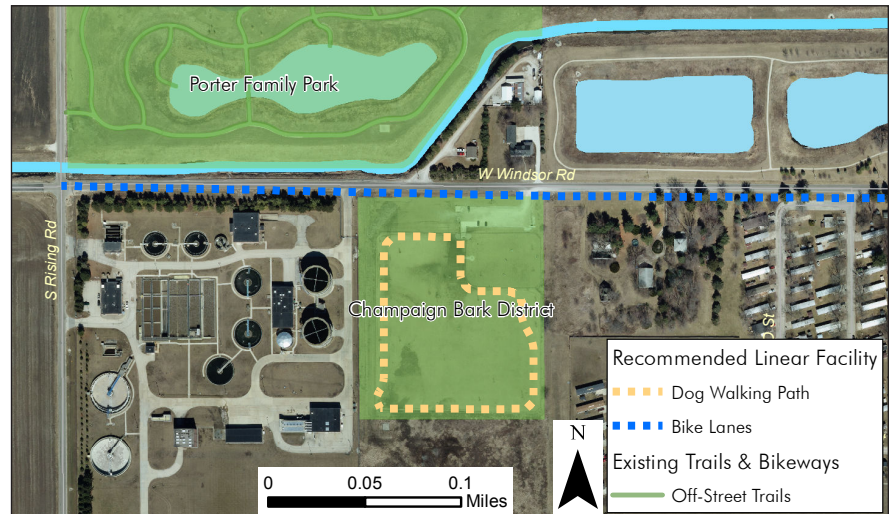 Porter Family Park
W Windsor Rd
S Rising Rd
Champaign Bark District
St
Recommended Linear Facility
Dog Walking Path
Bike Lanes
Existing Trails & Bikeways
Off-Street Trails
N
0 0.05 0.1
Miles